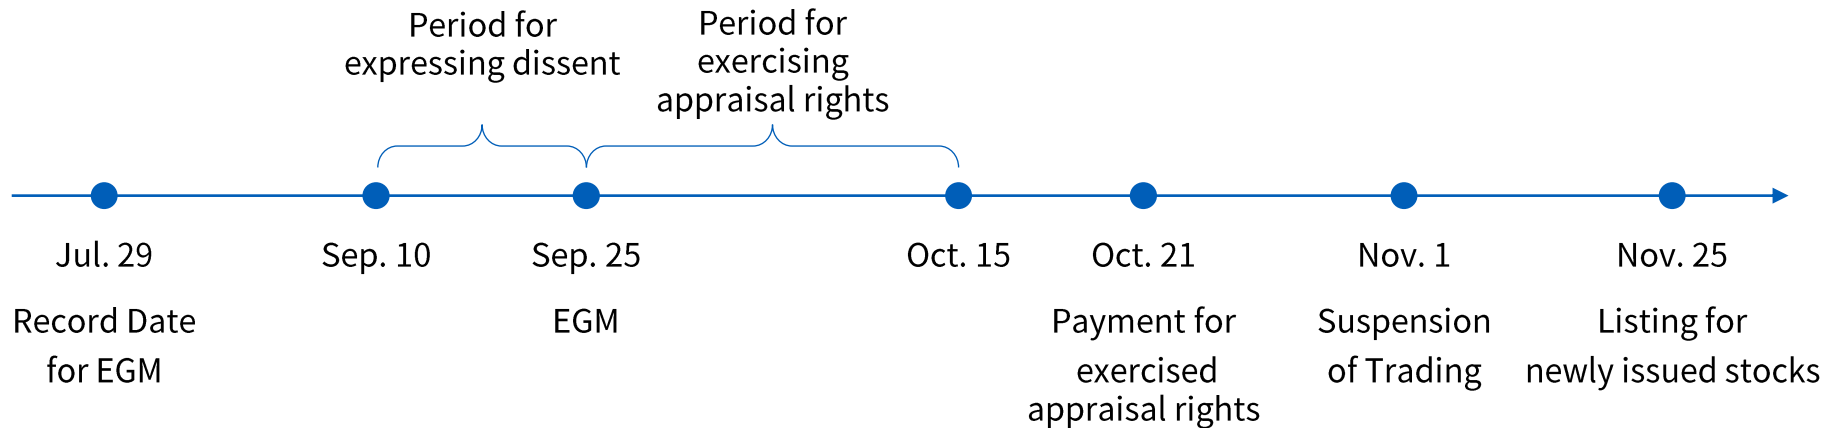 Period for
expressing dissent
Period for
exercising
appraisal rights
Jul. 29
Record Date
for EGM
Sep. 10
Sep. 25
EGM
Oct. 15
Oct. 21
Payment for
exercised
appraisal rights
Nov. 1
Suspension
of Trading
Nov. 25
Listing for
newly issued stocks